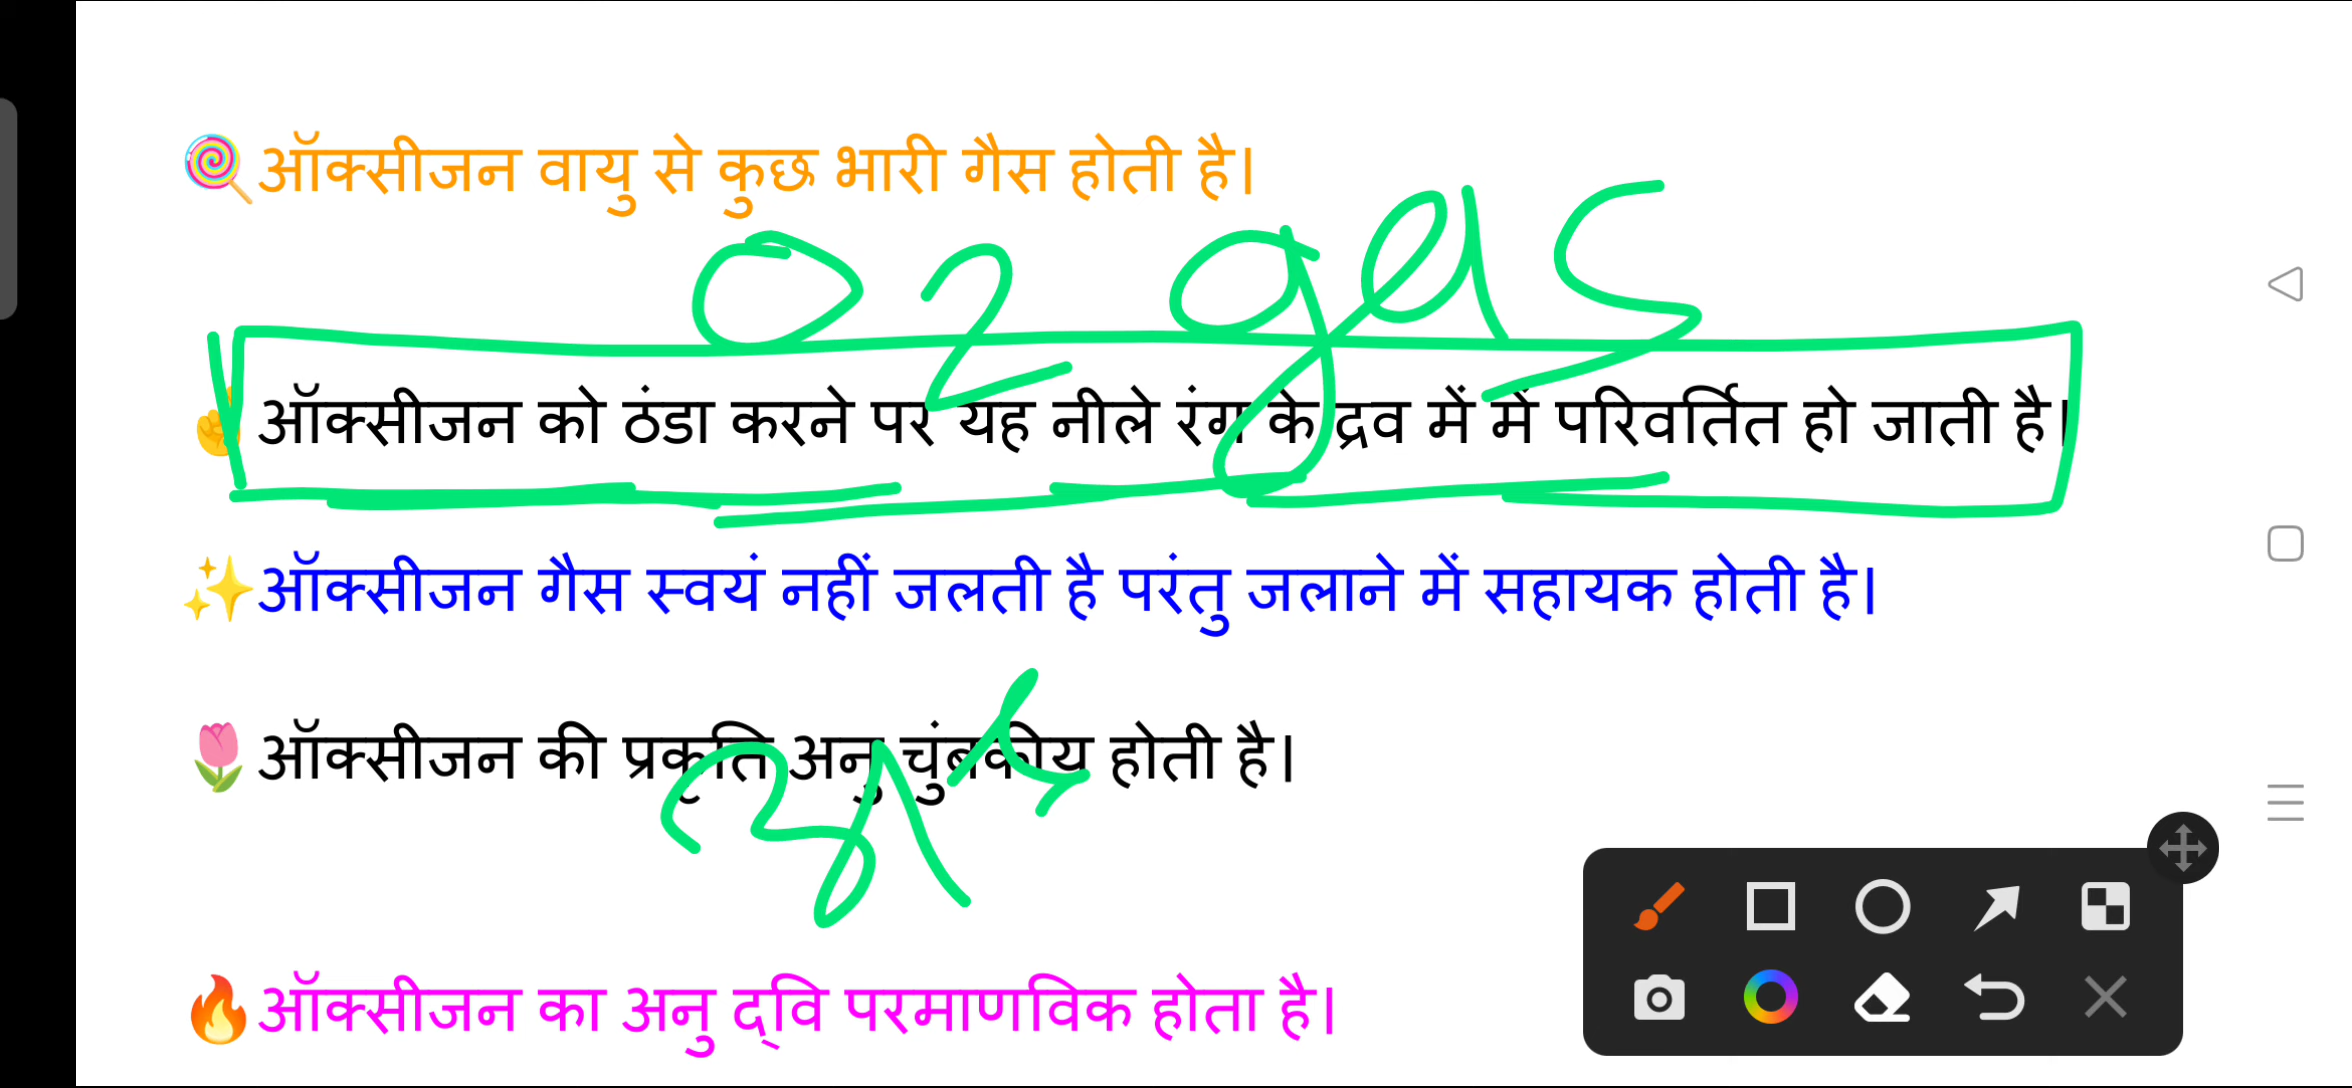 ऑक्सीजन वायु से कुछ भारी गैस होती है।
O2 gas
ऑक्सीजन को ठंडा करने पर यह नीले रंग के द्रव में में परिवर्तित हो जाती है।
ऑक्सीजन गैस स्वयं नहीं जलती है परंतु जलाने में सहायक होती है।
ऑक्सीजन की प्रकृति अनु चुंबकीय होती है।
ऑक्सीजन का अनु द्वि परमाणविक होता है।